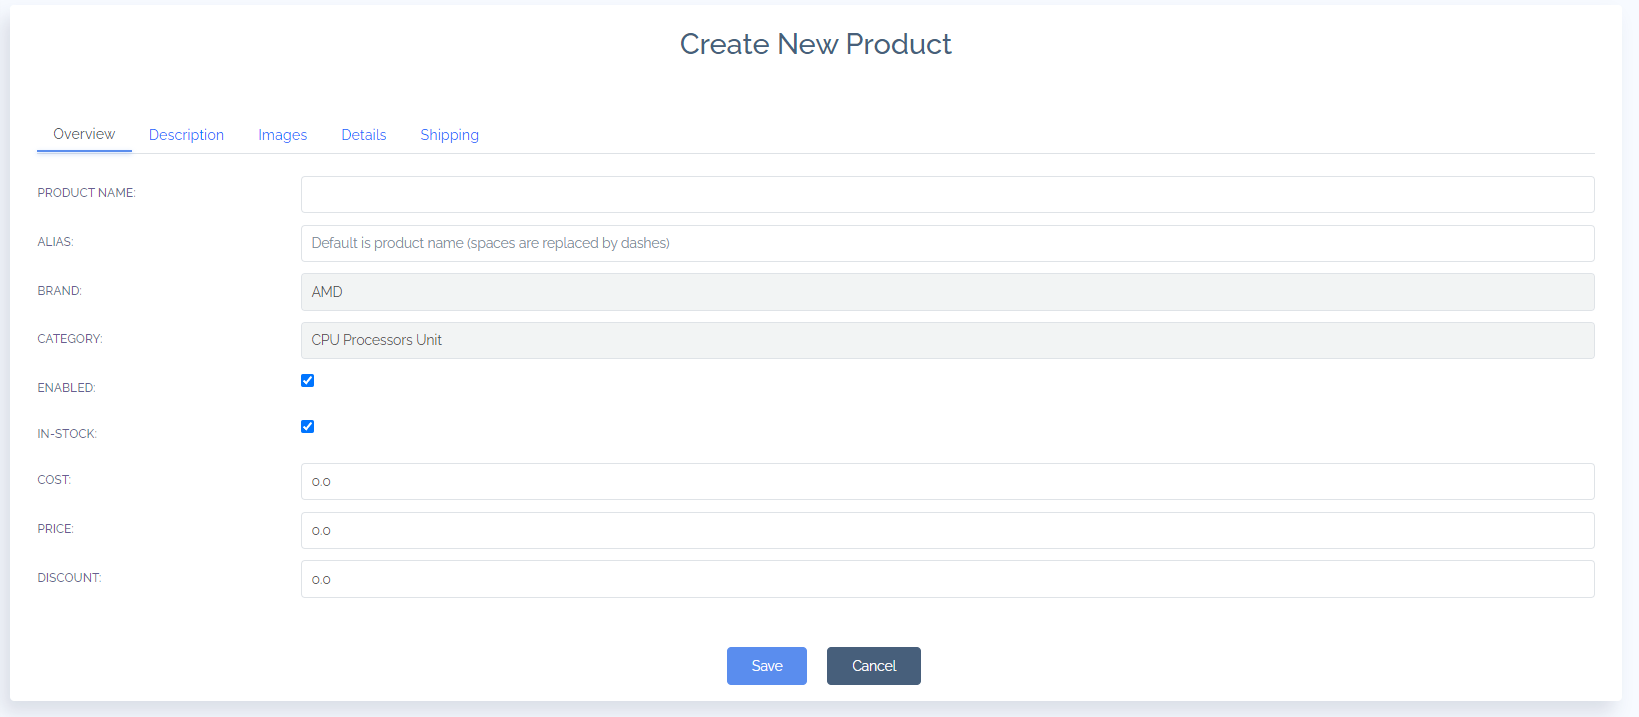 Create New Product
Overview Description Images Details Shipping
PRODUCT NAME:
ALIAS: Default is product name (spaces are replaced by dashes)
BRAND: AMD
CATEGORY: CPU Processors Unit
ENABLED:
IN-STOCK:
COST: 0.0
PRICE: 0.0
DISCOUNT: 0.0
Save Cancel